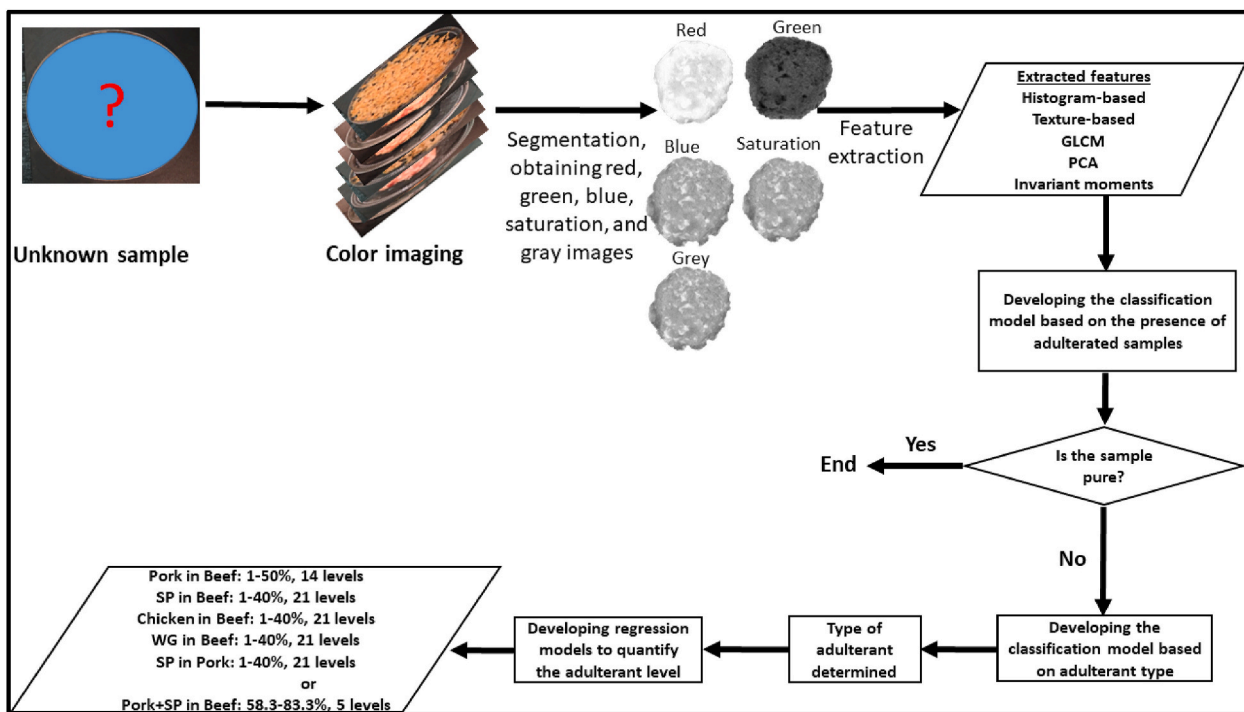 ?
Unknown sample
Color imaging
Segmentation,
obtaining red,
green, blue,
saturation, and
gray images
Red
Green
Blue
Saturation
Grey
Feature
extraction
Extracted features
Histogram-based
Texture-based
GLCM
PCA
Invariant moments
Developing the classification
model based on the presence of
adulterated samples
Is the sample
pure?
Yes
End
No
Developing the
classification model based
on adulterant type
Type of
adulterant
determined
Developing regression
models to quantify
the adulterant level
Pork in Beef: 1-50%, 14 levels
SP in Beef: 1-40%, 21 levels
Chicken in Beef: 1-40%, 21 levels
WG in Beef: 1-40%, 21 levels
SP in Pork: 1-40%, 21 levels
or
Pork+SP in Beef: 58.3-83.3%, 5 levels